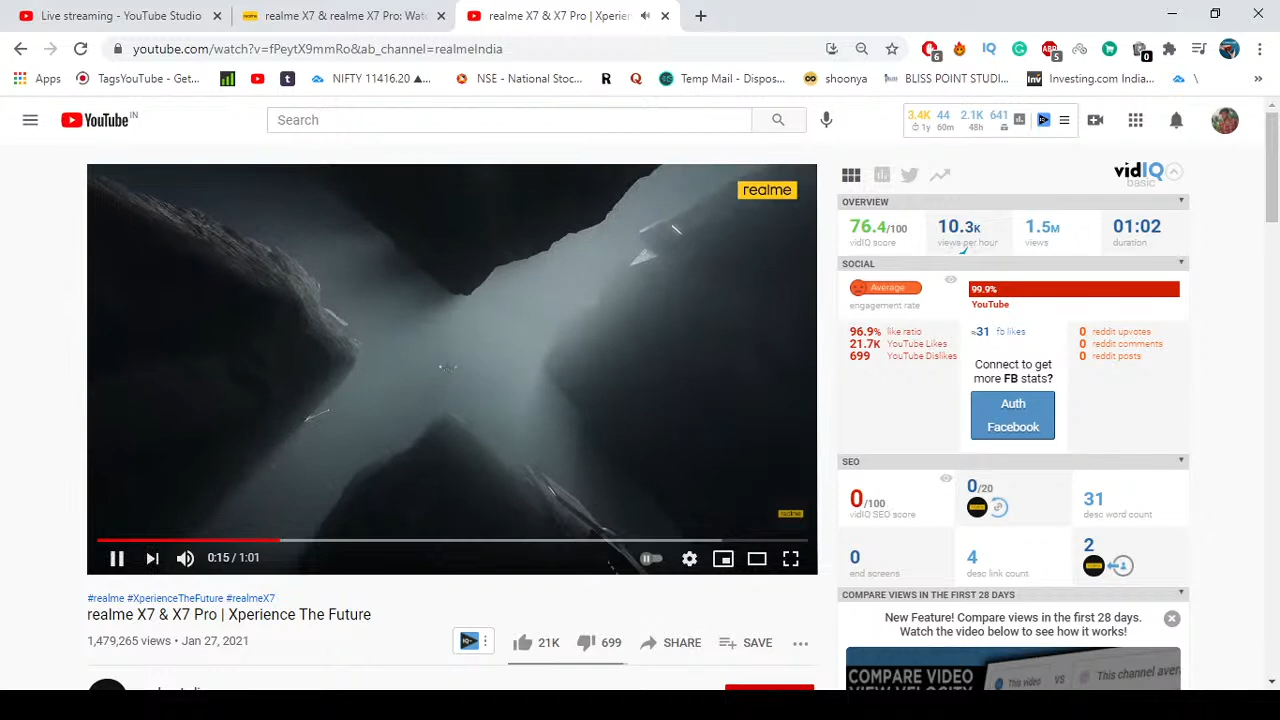 Live streaming - YouTube Studio
realme X7 & realme X7 Pro: Wat
realme X7 & X7 Pro | Xperien
youtube.com/watch?v=fPeytX9mmRo&ab_channel=realmeIndia
6
5
0
Apps
TagsYouTube - Get...
NIFTY 11416.20 ▲...
NSE - National Stoc...
Temp Mail - Dispos...
shoonya
BLISS POINT STUDI...
Investing.com India...
\
»
YouTube IN
Search
3.4K 44 2.1K 641
1y 60m 48h
vidIQ
basic
realme
realme
0:15 / 1:01
#realme #XperienceTheFuture #realmeX7
realme X7 & X7 Pro | Xperience The Future
1,479,265 views • Jan 27, 2021
21K
699
SHARE
SAVE
OVERVIEW
76.4/100 10.3K 1.5M 01:02
vidIQ score views per hour views duration
SOCIAL
Average
engagement rate
99.9%
YouTube
96.9% like ratio
21.7K YouTube Likes
699 YouTube Dislikes
≈31 fb likes
Connect to get
more FB stats?
Auth
Facebook
0 reddit upvotes
0 reddit comments
0 reddit posts
SEO
0/100
vidIQ SEO score
0/20
31
desc word count
0
end screens
4
desc link count
2
COMPARE VIEWS IN THE FIRST 28 DAYS
New Feature! Compare views in the first 28 days.
Watch the video below to see how it works!
COMPARE VIDEO
VIEW VELOCITY
This video
VS
This channel aver